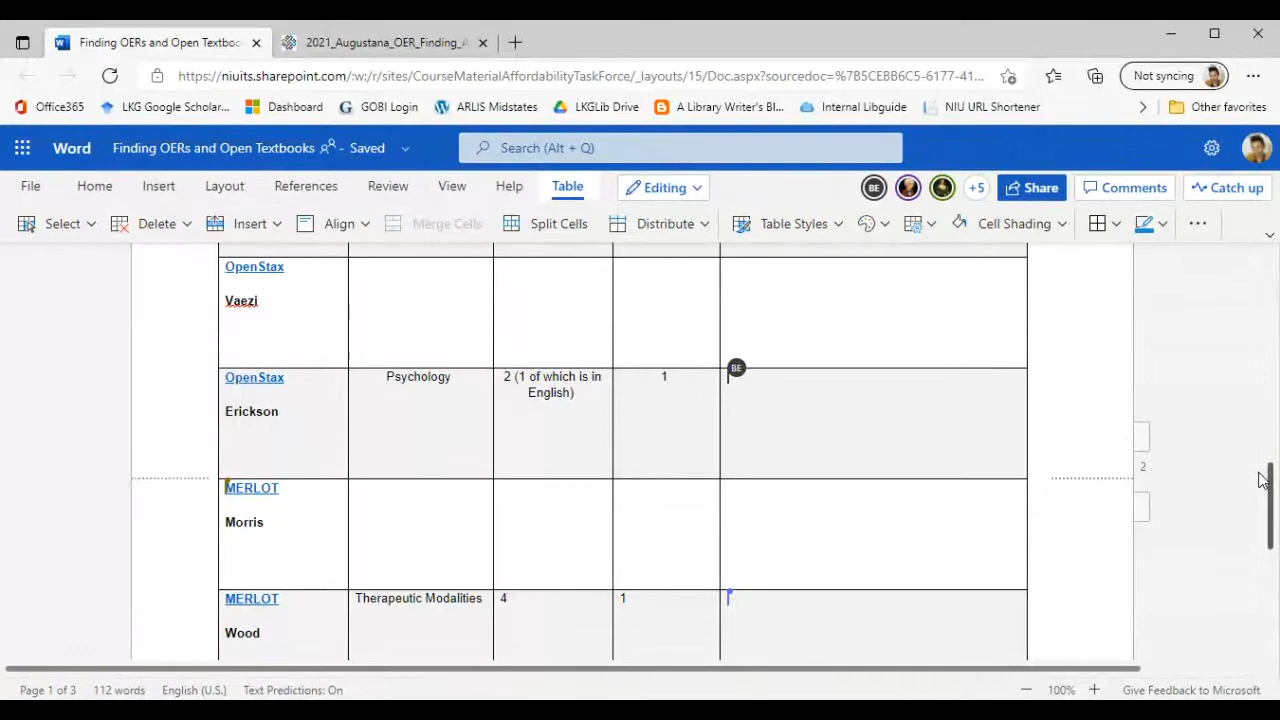 Finding OERs and Open Textboo
2021_Augustana_OER_Finding_A
https://niuits.sharepoint.com/:w:/r/sites/CourseMaterialAffordabilityTaskForce/_layouts/15/Doc.aspx?sourcedoc=%7B5CEBB6C5-6177-41...
Not syncing
Office365
LKG Google Scholar...
Dashboard
GOBI Login
ARLIS Midstates
LKGLib Drive
A Library Writer's Bl...
Internal Libguide
NIU URL Shortener
Other favorites
Word
Finding OERs and Open Textbooks - Saved
Search (Alt + Q)
File Home Insert Layout References Review View Help Table
Editing
BE
+5
Share
Comments
Catch up
Select Delete Insert Align Merge Cells Split Cells Distribute Table Styles Cell Shading
OpenStax
Vaezi
OpenStax
Erickson
Psychology
2 (1 of which is in
English)
1
BE
MERLOT
Morris
MERLOT
Wood
Therapeutic Modalities
4
1
2
Page 1 of 3 112 words English (U.S.) Text Predictions: On
100%
Give Feedback to Microsoft